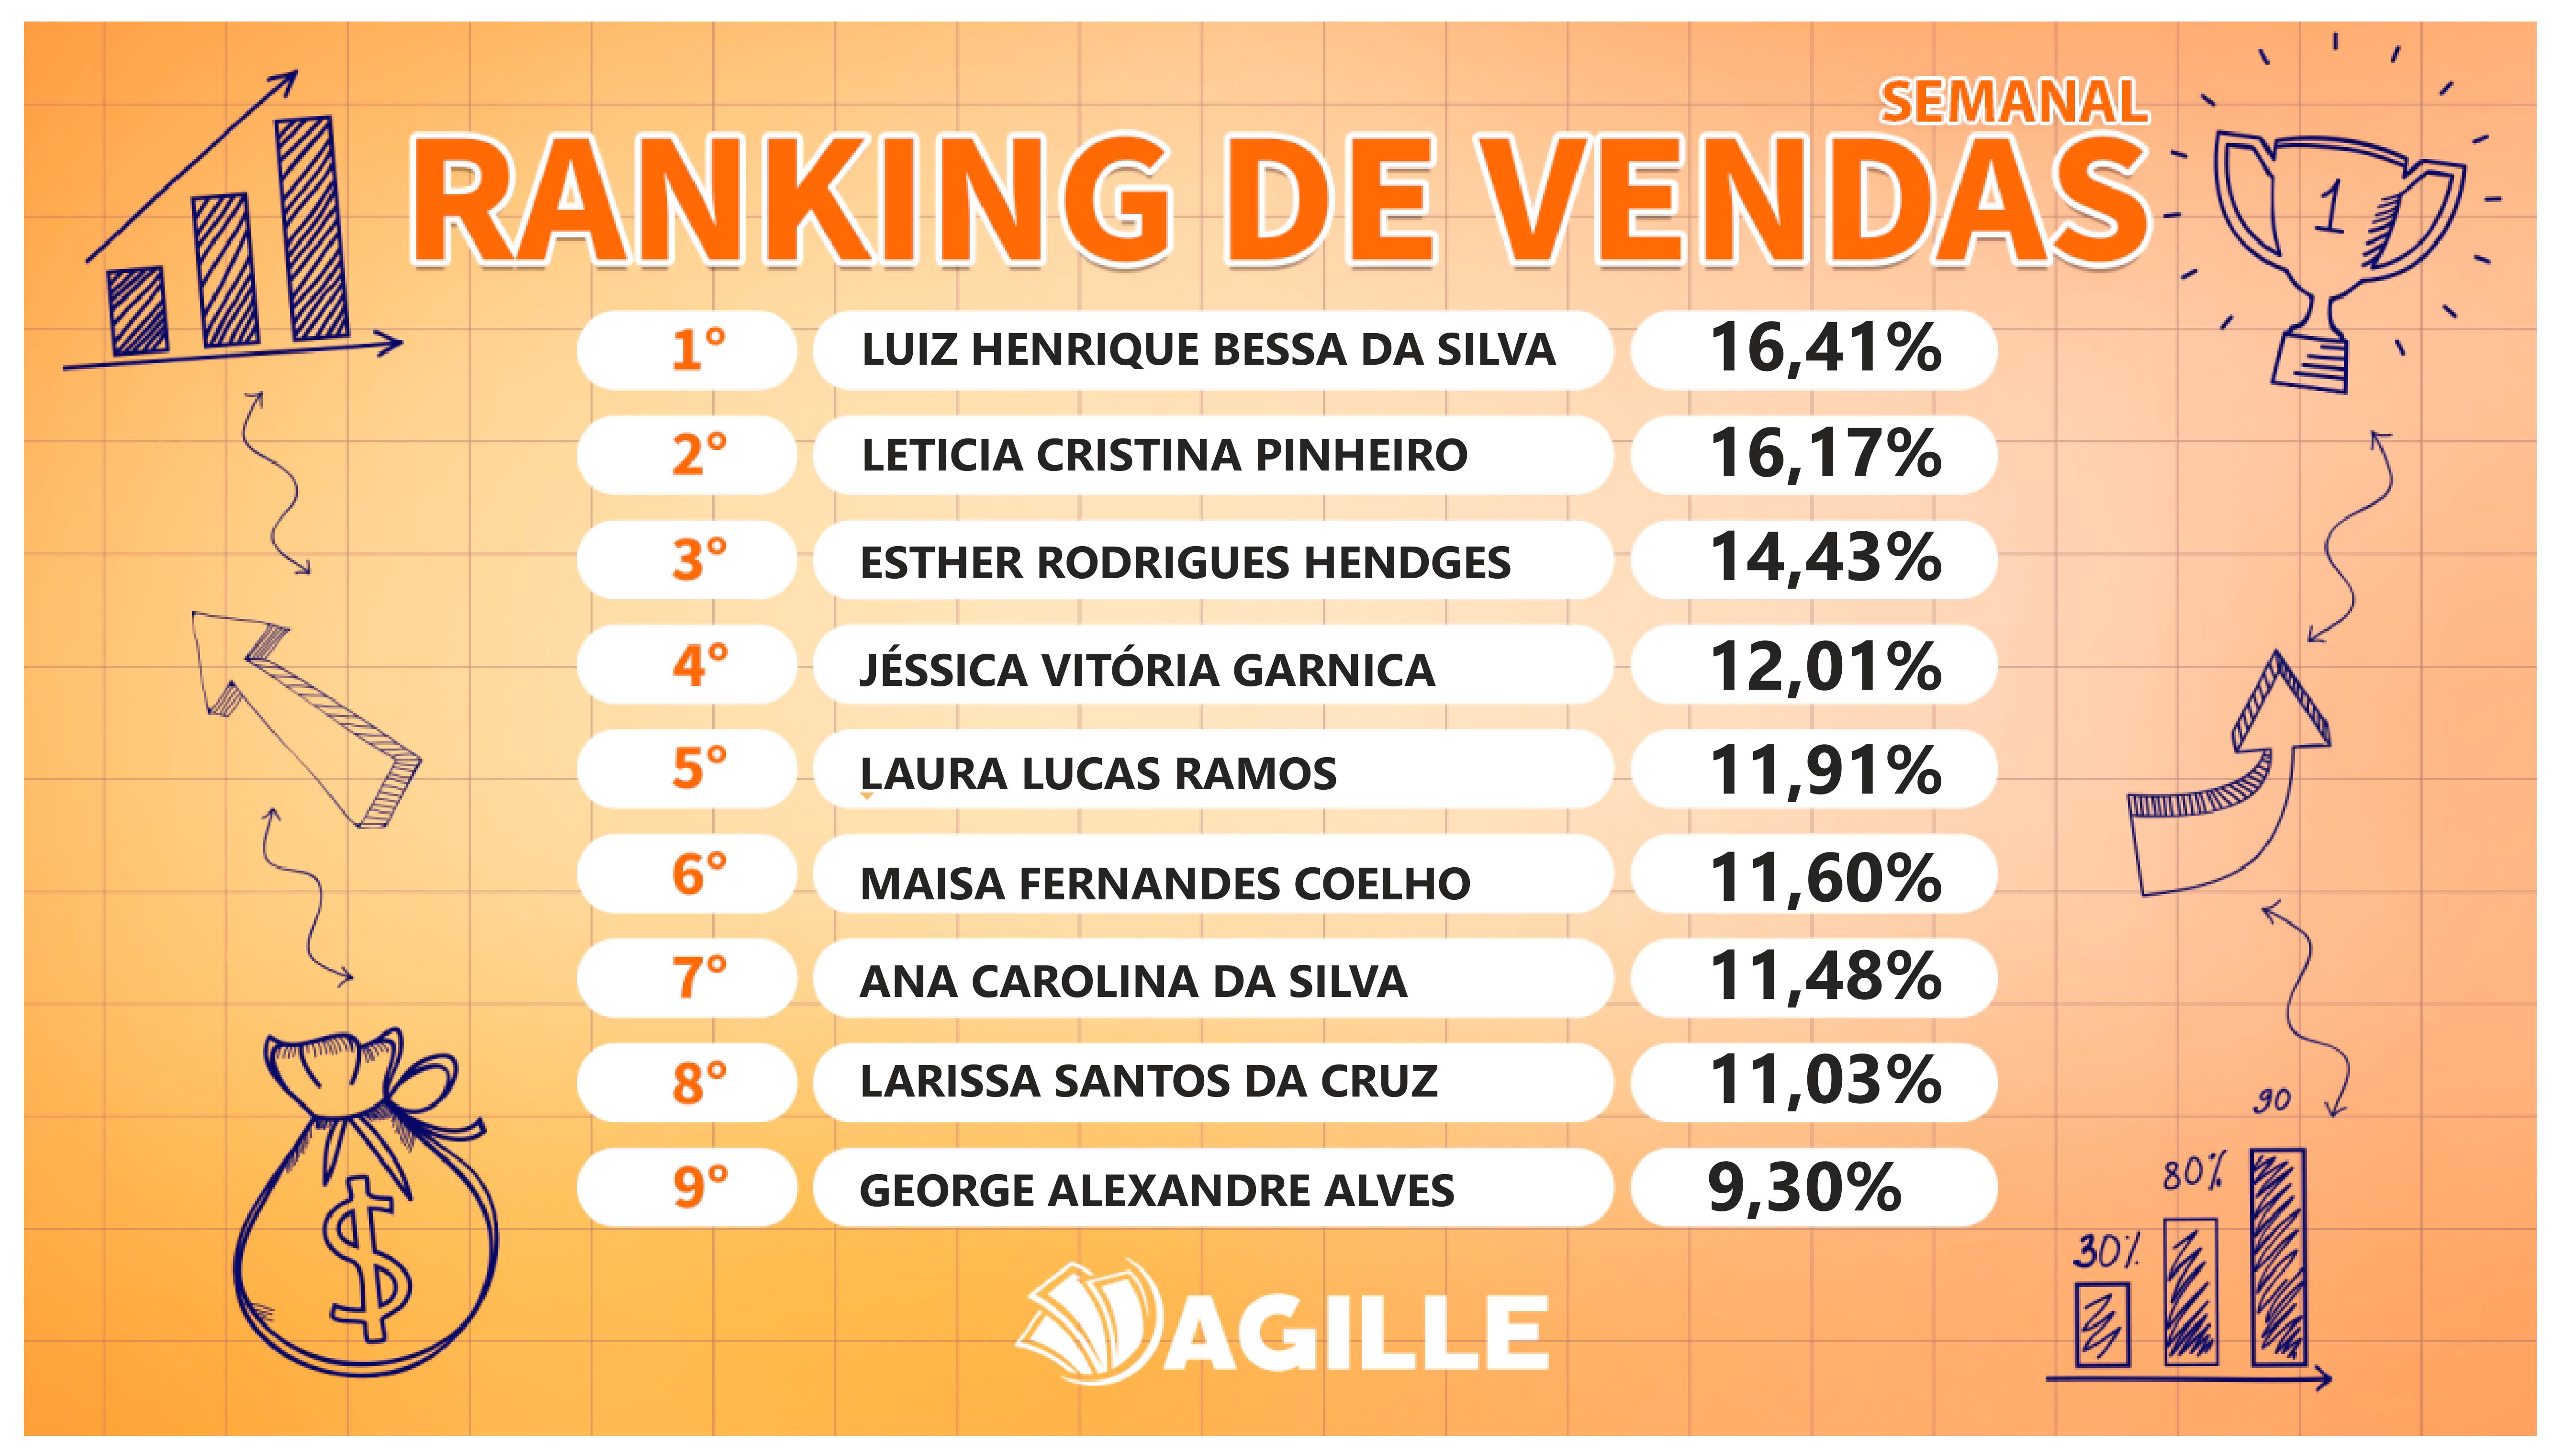 SEMANAL
RANKING DE VENDAS
1
1° LUIZ HENRIQUE BESSA DA SILVA 16,41%
2° LETICIA CRISTINA PINHEIRO 16,17%
3° ESTHER RODRIGUES HENDGES 14,43%
4° JÉSSICA VITÓRIA GARNICA 12,01%
5° LAURA LUCAS RAMOS 11,91%
6° MAISA FERNANDES COELHO 11,60%
7° ANA CAROLINA DA SILVA 11,48%
8° LARISSA SANTOS DA CRUZ 11,03%
9° GEORGE ALEXANDRE ALVES 9,30%
$
30% 80% 90
AGILLE